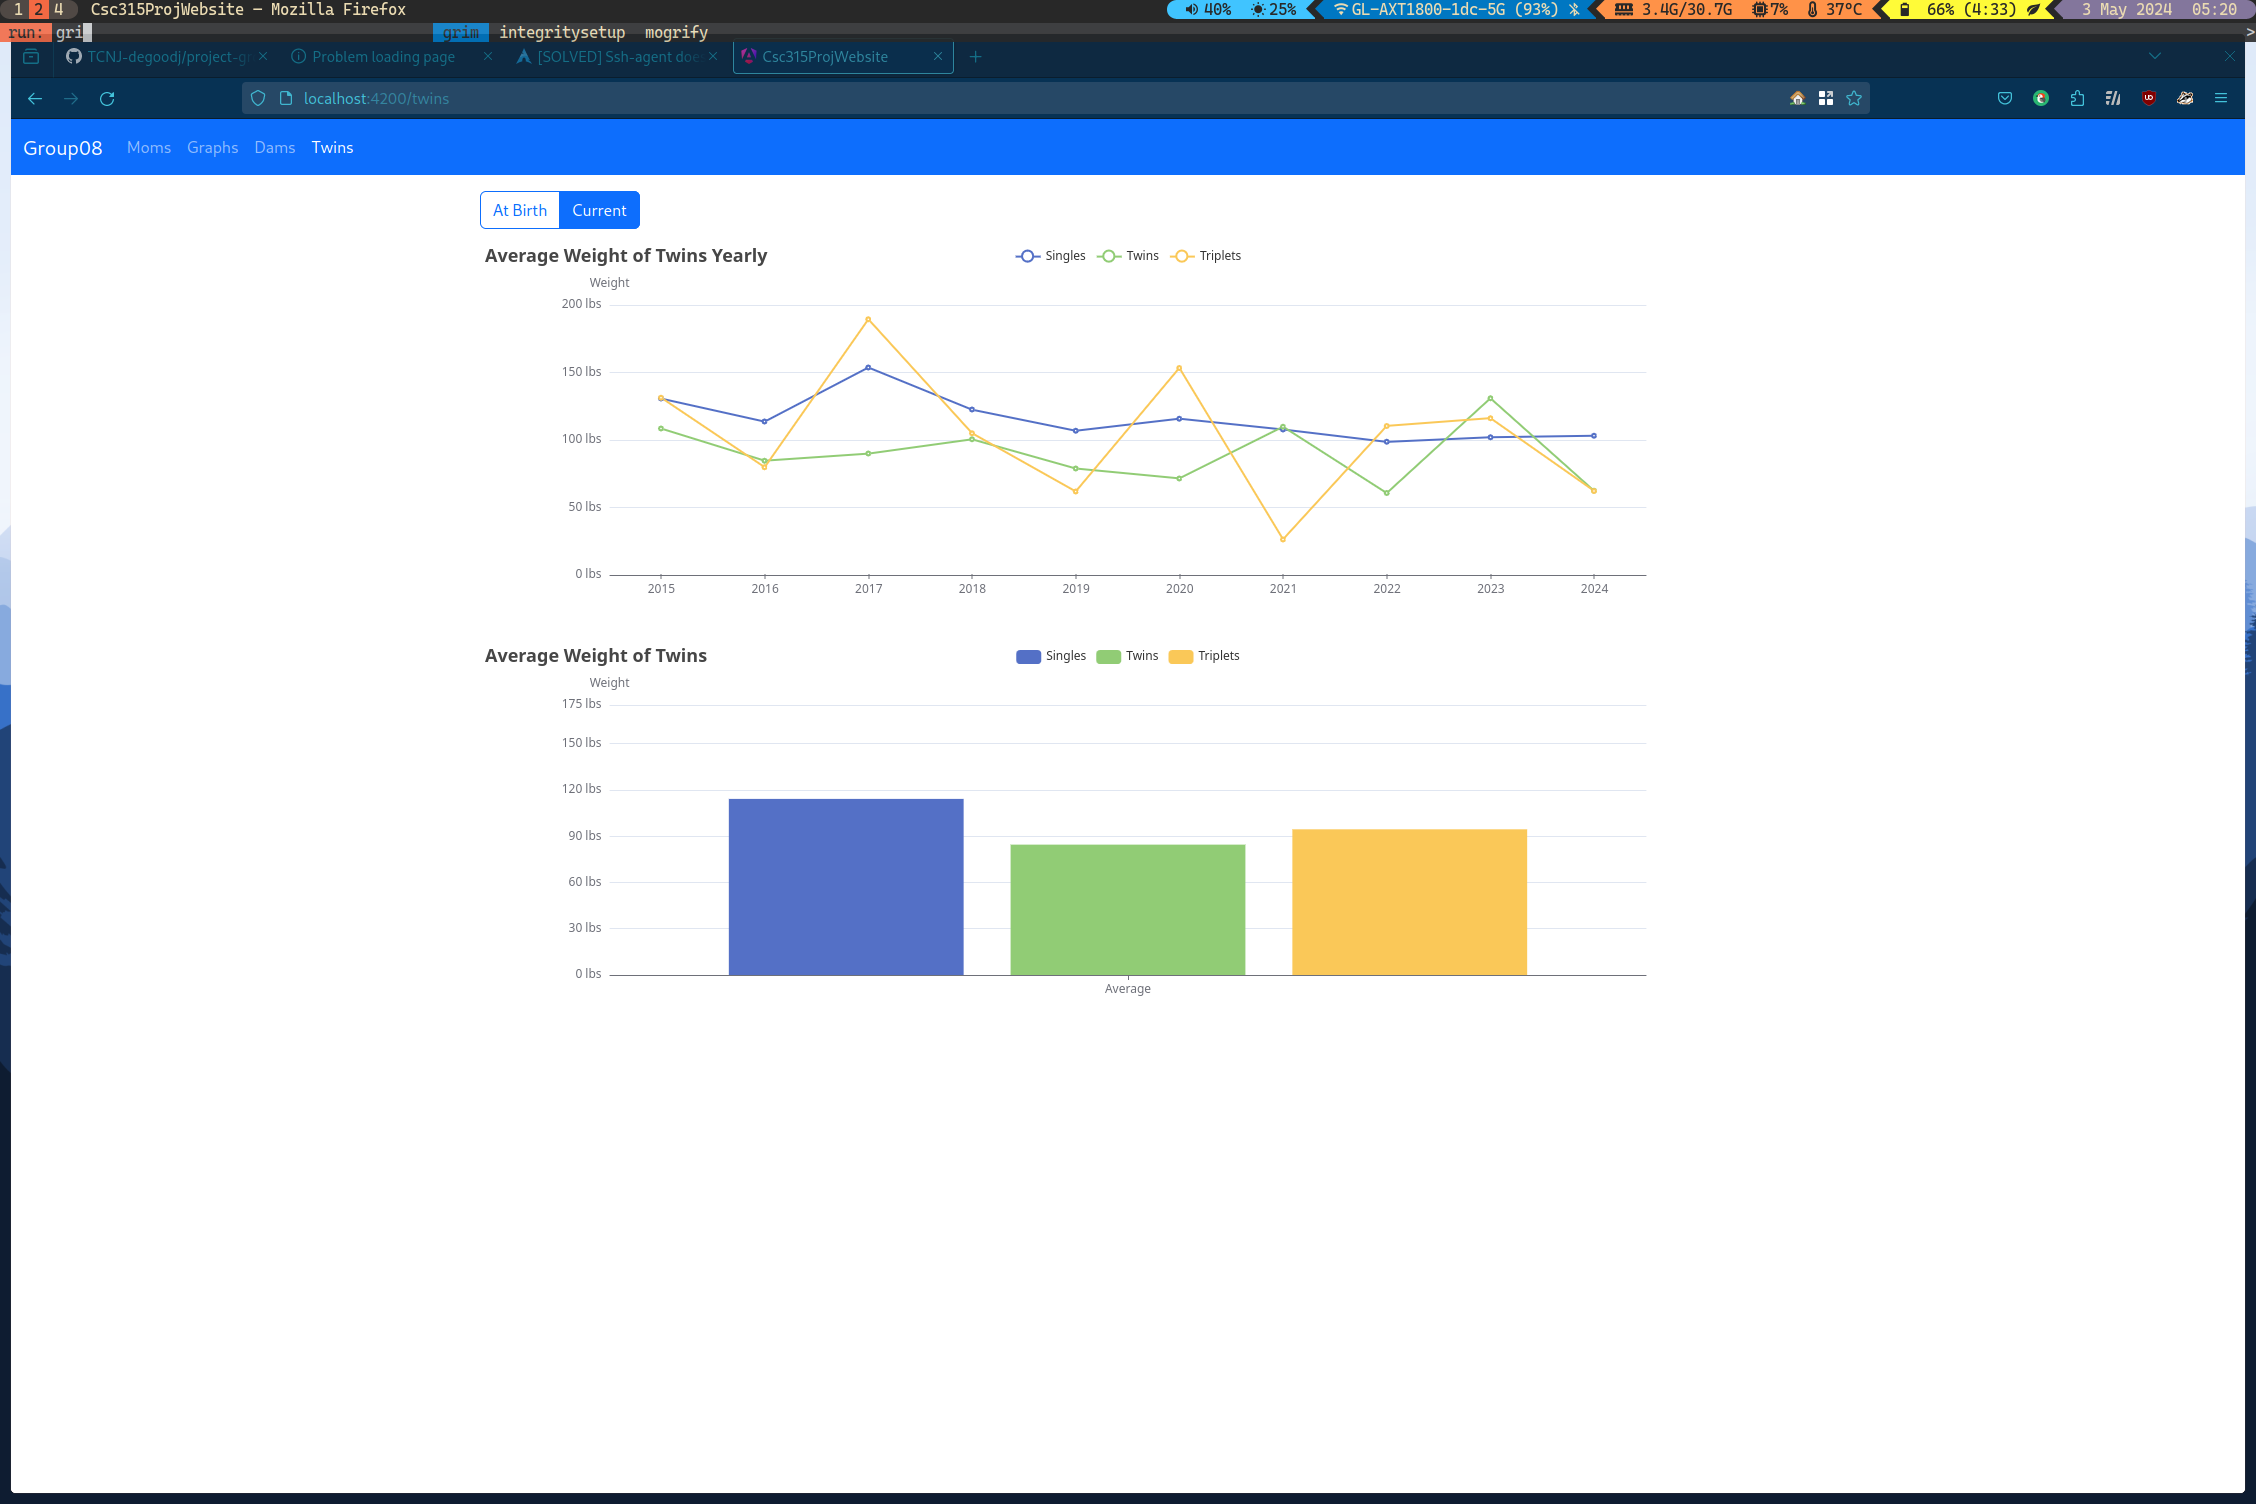 1 2 4 Csc315ProjWebsite — Mozilla Firefox 40% 25% GL-AXT1800-1dc-5G (93%) 3.4G/30.7G 7% 37°C 66% (4:33) 3 May 2024 05:20
run: gri grim integritysetup mogrify >
TCNJ-degoodj/project-gr Problem loading page [SOLVED] Ssh-agent doe Csc315ProjWebsite
localhost:4200/twins
Group08 Moms Graphs Dams Twins
At Birth Current
Average Weight of Twins Yearly Singles Twins Triplets
Weight
200 lbs
150 lbs
100 lbs
50 lbs
0 lbs
2015 2016 2017 2018 2019 2020 2021 2022 2023 2024
Average Weight of Twins Singles Twins Triplets
Weight
175 lbs
150 lbs
120 lbs
90 lbs
60 lbs
30 lbs
0 lbs
Average